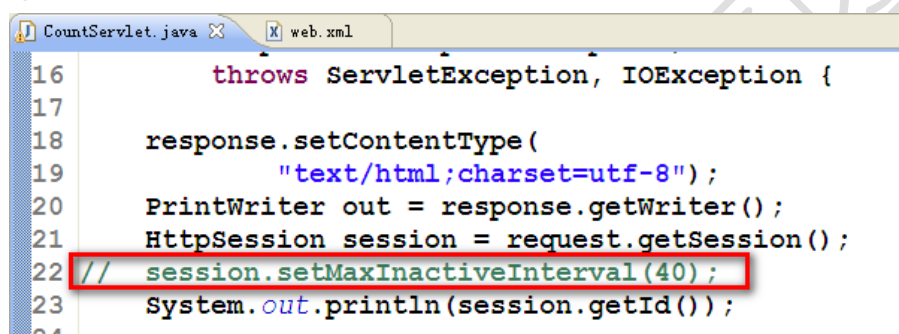 CountServlet.java web.xml
16 throws ServletException, IOException {
17
18 response.setContentType(
19 "text/html;charset=utf-8");
20 PrintWriter out = response.getWriter();
21 HttpSession session = request.getSession();
22 // session.setMaxInactiveInterval(40);
23 System.out.println(session.getId());